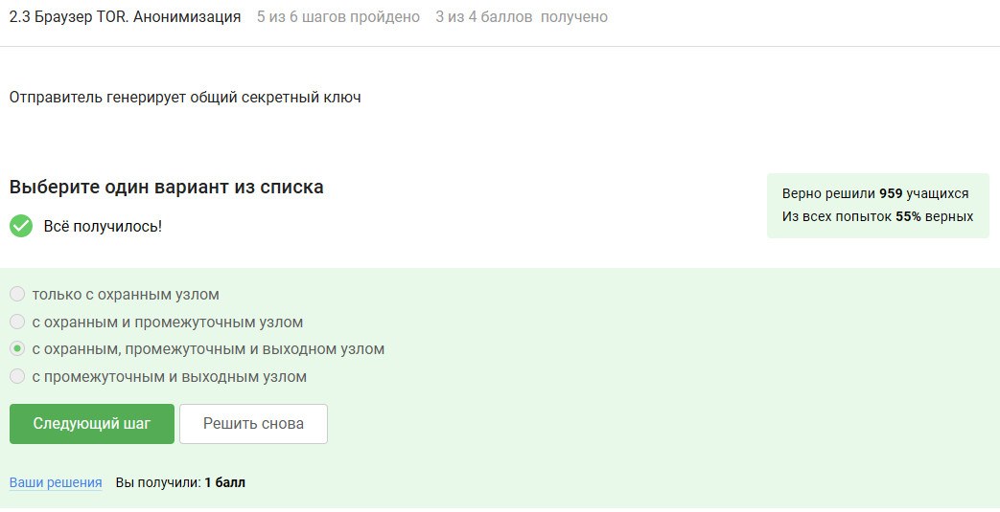 2.3 Браузер TOR. Анонимизация 5 из 6 шагов пройдено 3 из 4 баллов получено
Отправитель генерирует общий секретный ключ
Выберите один вариант из списка
Всё получилось!
Верно решили 959 учащихся
Из всех попыток 55% верных
только с охранным узлом
с охранным и промежуточным узлом
с охранным, промежуточным и выходном узлом
с промежуточным и выходным узлом
Следующий шаг Решить снова
Ваши решения Вы получили: 1 балл